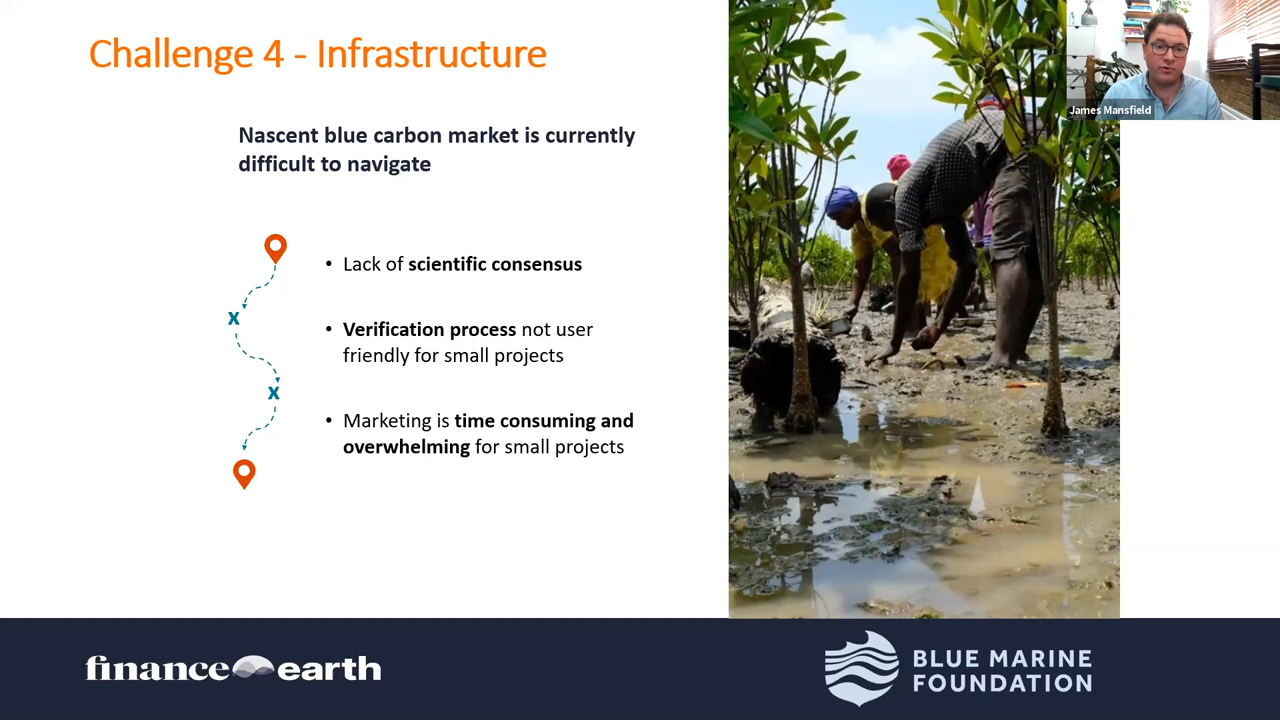 Challenge 4 - Infrastructure
James Mansfield
Nascent blue carbon market is currently
difficult to navigate
• Lack of scientific consensus
x
• Verification process not user
friendly for small projects
x
• Marketing is time consuming and
overwhelming for small projects
finance earth
BLUE MARINE
FOUNDATION